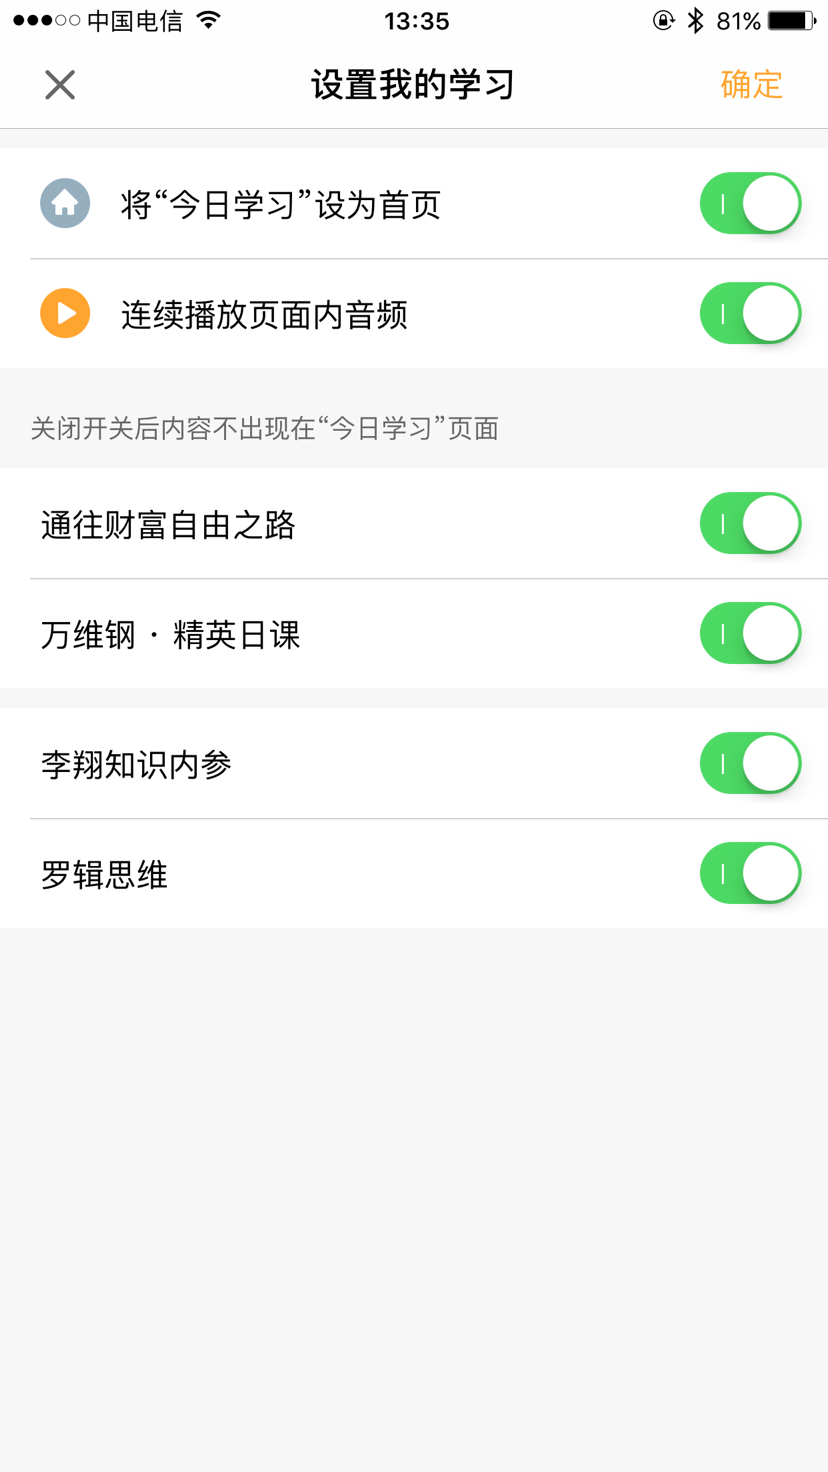 中国电信 13:35 81%
设置我的学习 确定
将“今日学习”设为首页
连续播放页面内音频
关闭开关后内容不出现在“今日学习”页面
通往财富自由之路
万维钢 · 精英日课
李翔知识内参
罗辑思维